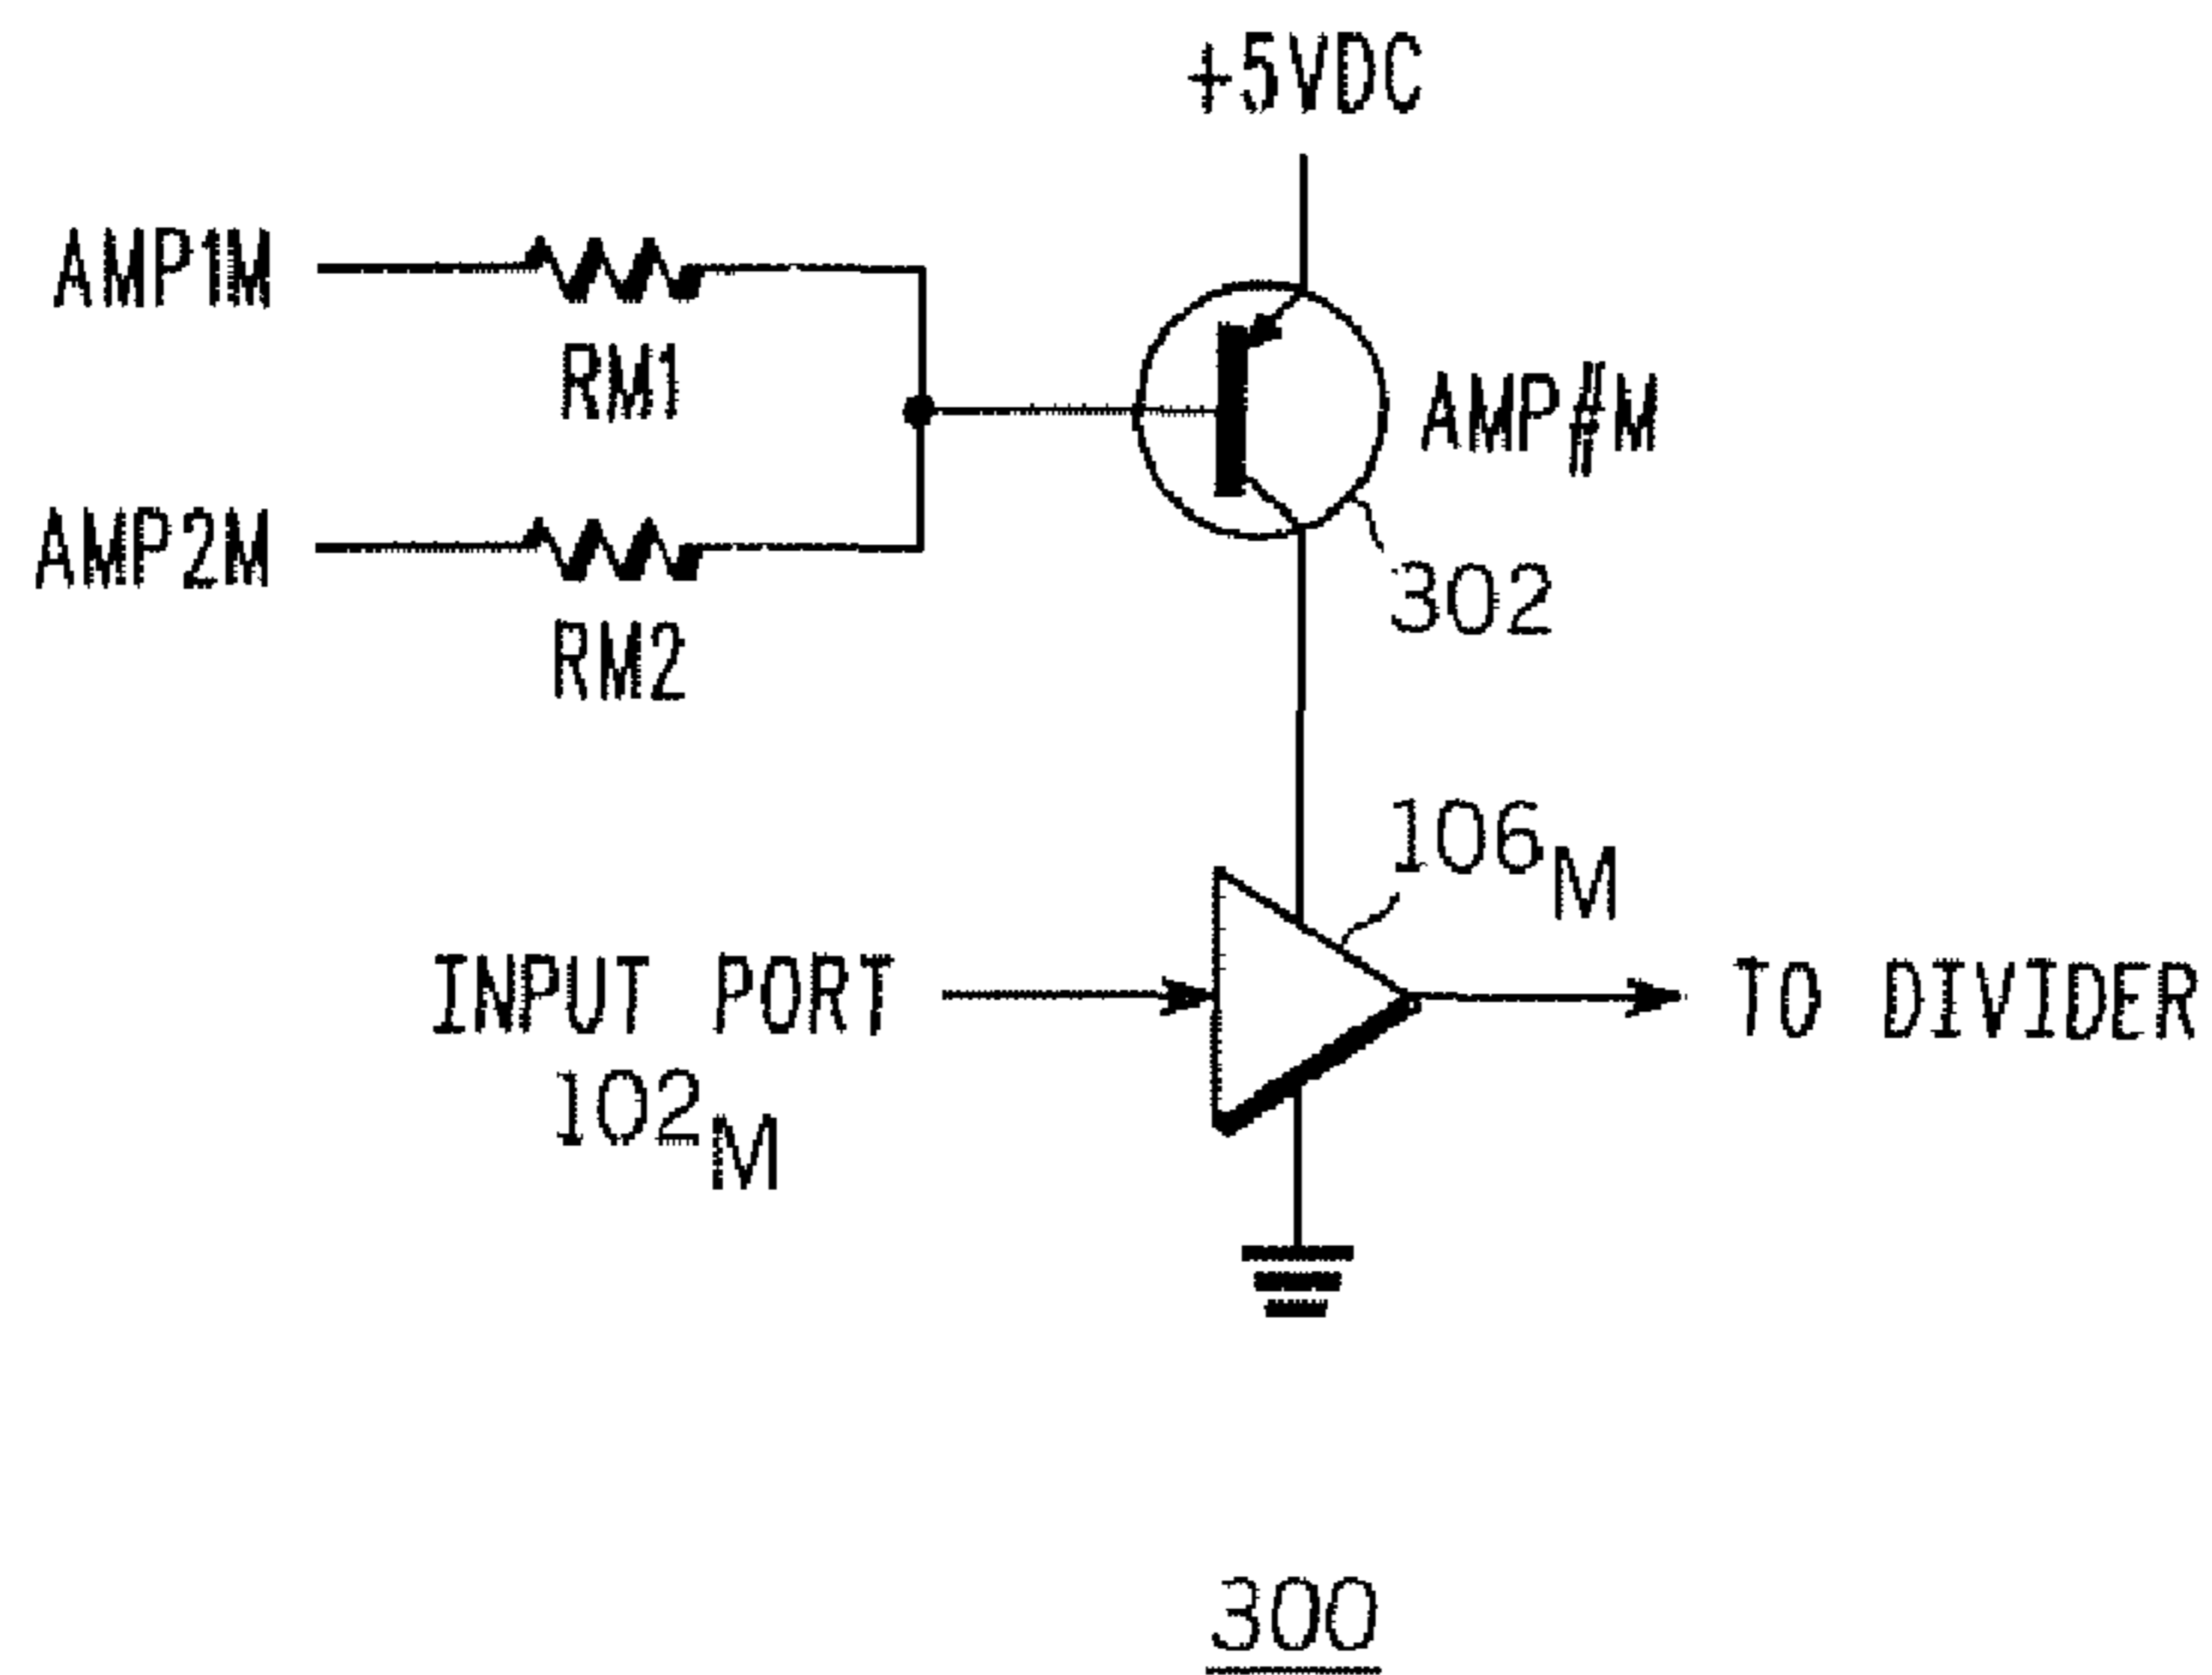 +5VDC
AMP1M
RM1
AMP#M
AMP2M
302
RM2
106M
INPUT PORT
102M
TO DIVIDER
300